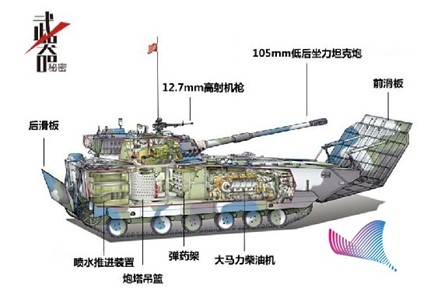 武器
秘密
105mm低后坐力坦克炮
12.7mm高射机枪
前滑板
后滑板
喷水推进装置
炮塔吊篮
弹药架
大马力柴油机